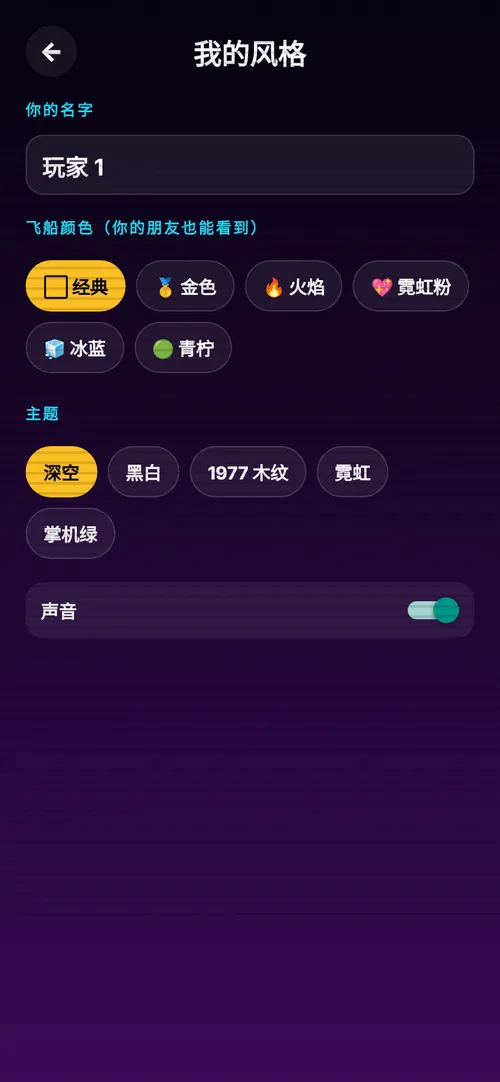 我的风格
你的名字
玩家 1
飞船颜色（你的朋友也能看到）
经典 🥇 金色 🔥 火焰 💖 霓虹粉
🧊 冰蓝 🟢 青柠
主题
深空 黑白 1977 木纹 霓虹
掌机绿
声音